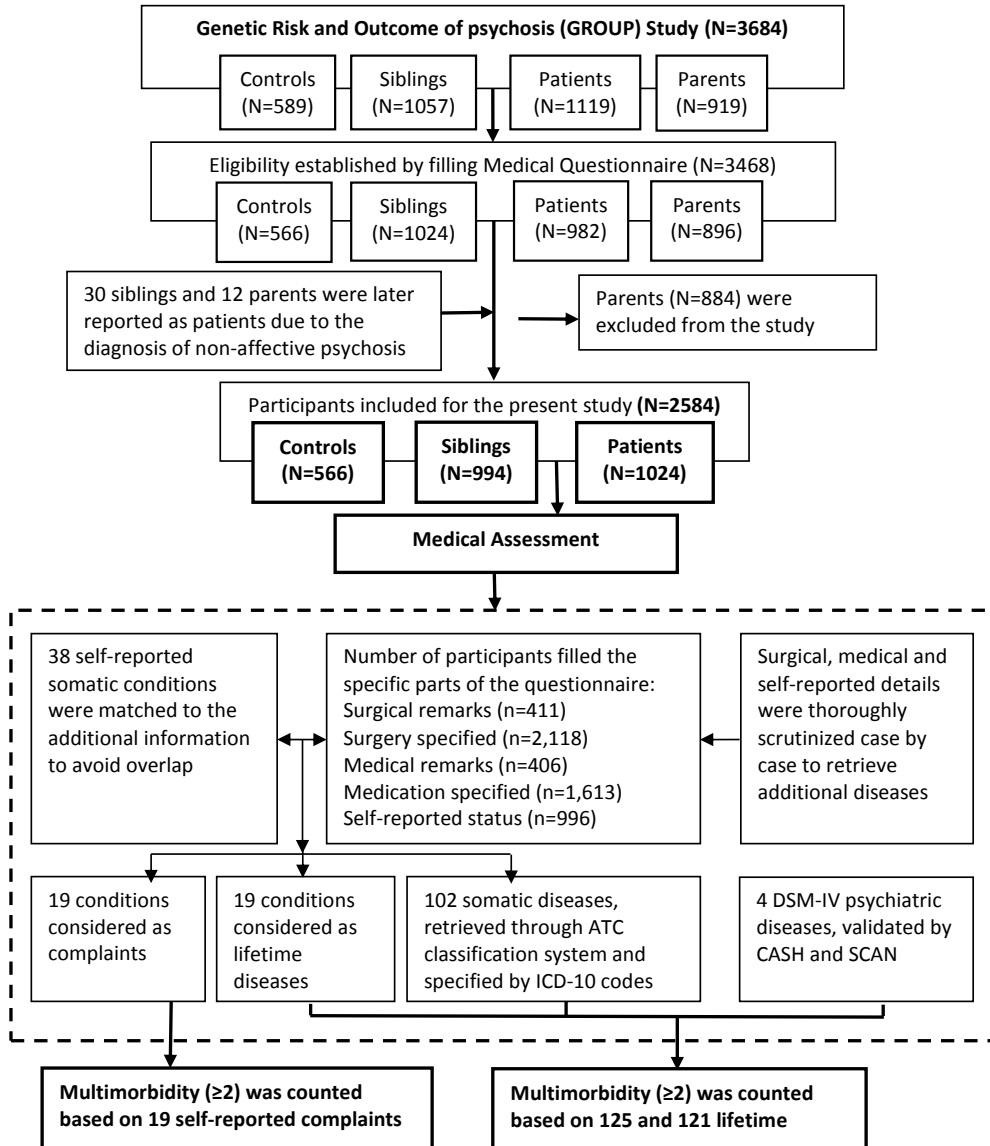 Genetic Risk and Outcome of psychosis (GROUP) Study (N=3684)
Controls
(N=589)
Siblings
(N=1057)
Patients
(N=1119)
Parents
(N=919)
Eligibility established by filling Medical Questionnaire (N=3468)
Controls
(N=566)
Siblings
(N=1024)
Patients
(N=982)
Parents
(N=896)
30 siblings and 12 parents were later
reported as patients due to the
diagnosis of non-affective psychosis
Parents (N=884) were
excluded from the study
Participants included for the present study (N=2584)
Controls
(N=566)
Siblings
(N=994)
Patients
(N=1024)
Medical Assessment
38 self-reported
somatic conditions
were matched to the
additional information
to avoid overlap
Number of participants filled the
specific parts of the questionnaire:
Surgical remarks (n=411)
Surgery specified (n=2,118)
Medical remarks (n=406)
Medication specified (n=1,613)
Self-reported status (n=996)
Surgical, medical and
self-reported details
were thoroughly
scrutinized case by
case to retrieve
additional diseases
19 conditions
considered as
complaints
19 conditions
considered as
lifetime
diseases
102 somatic diseases,
retrieved through ATC
classification system and
specified by ICD-10 codes
4 DSM-IV psychiatric
diseases, validated by
CASH and SCAN
Multimorbidity (≥2) was counted
based on 19 self-reported complaints
Multimorbidity (≥2) was counted
based on 125 and 121 lifetime